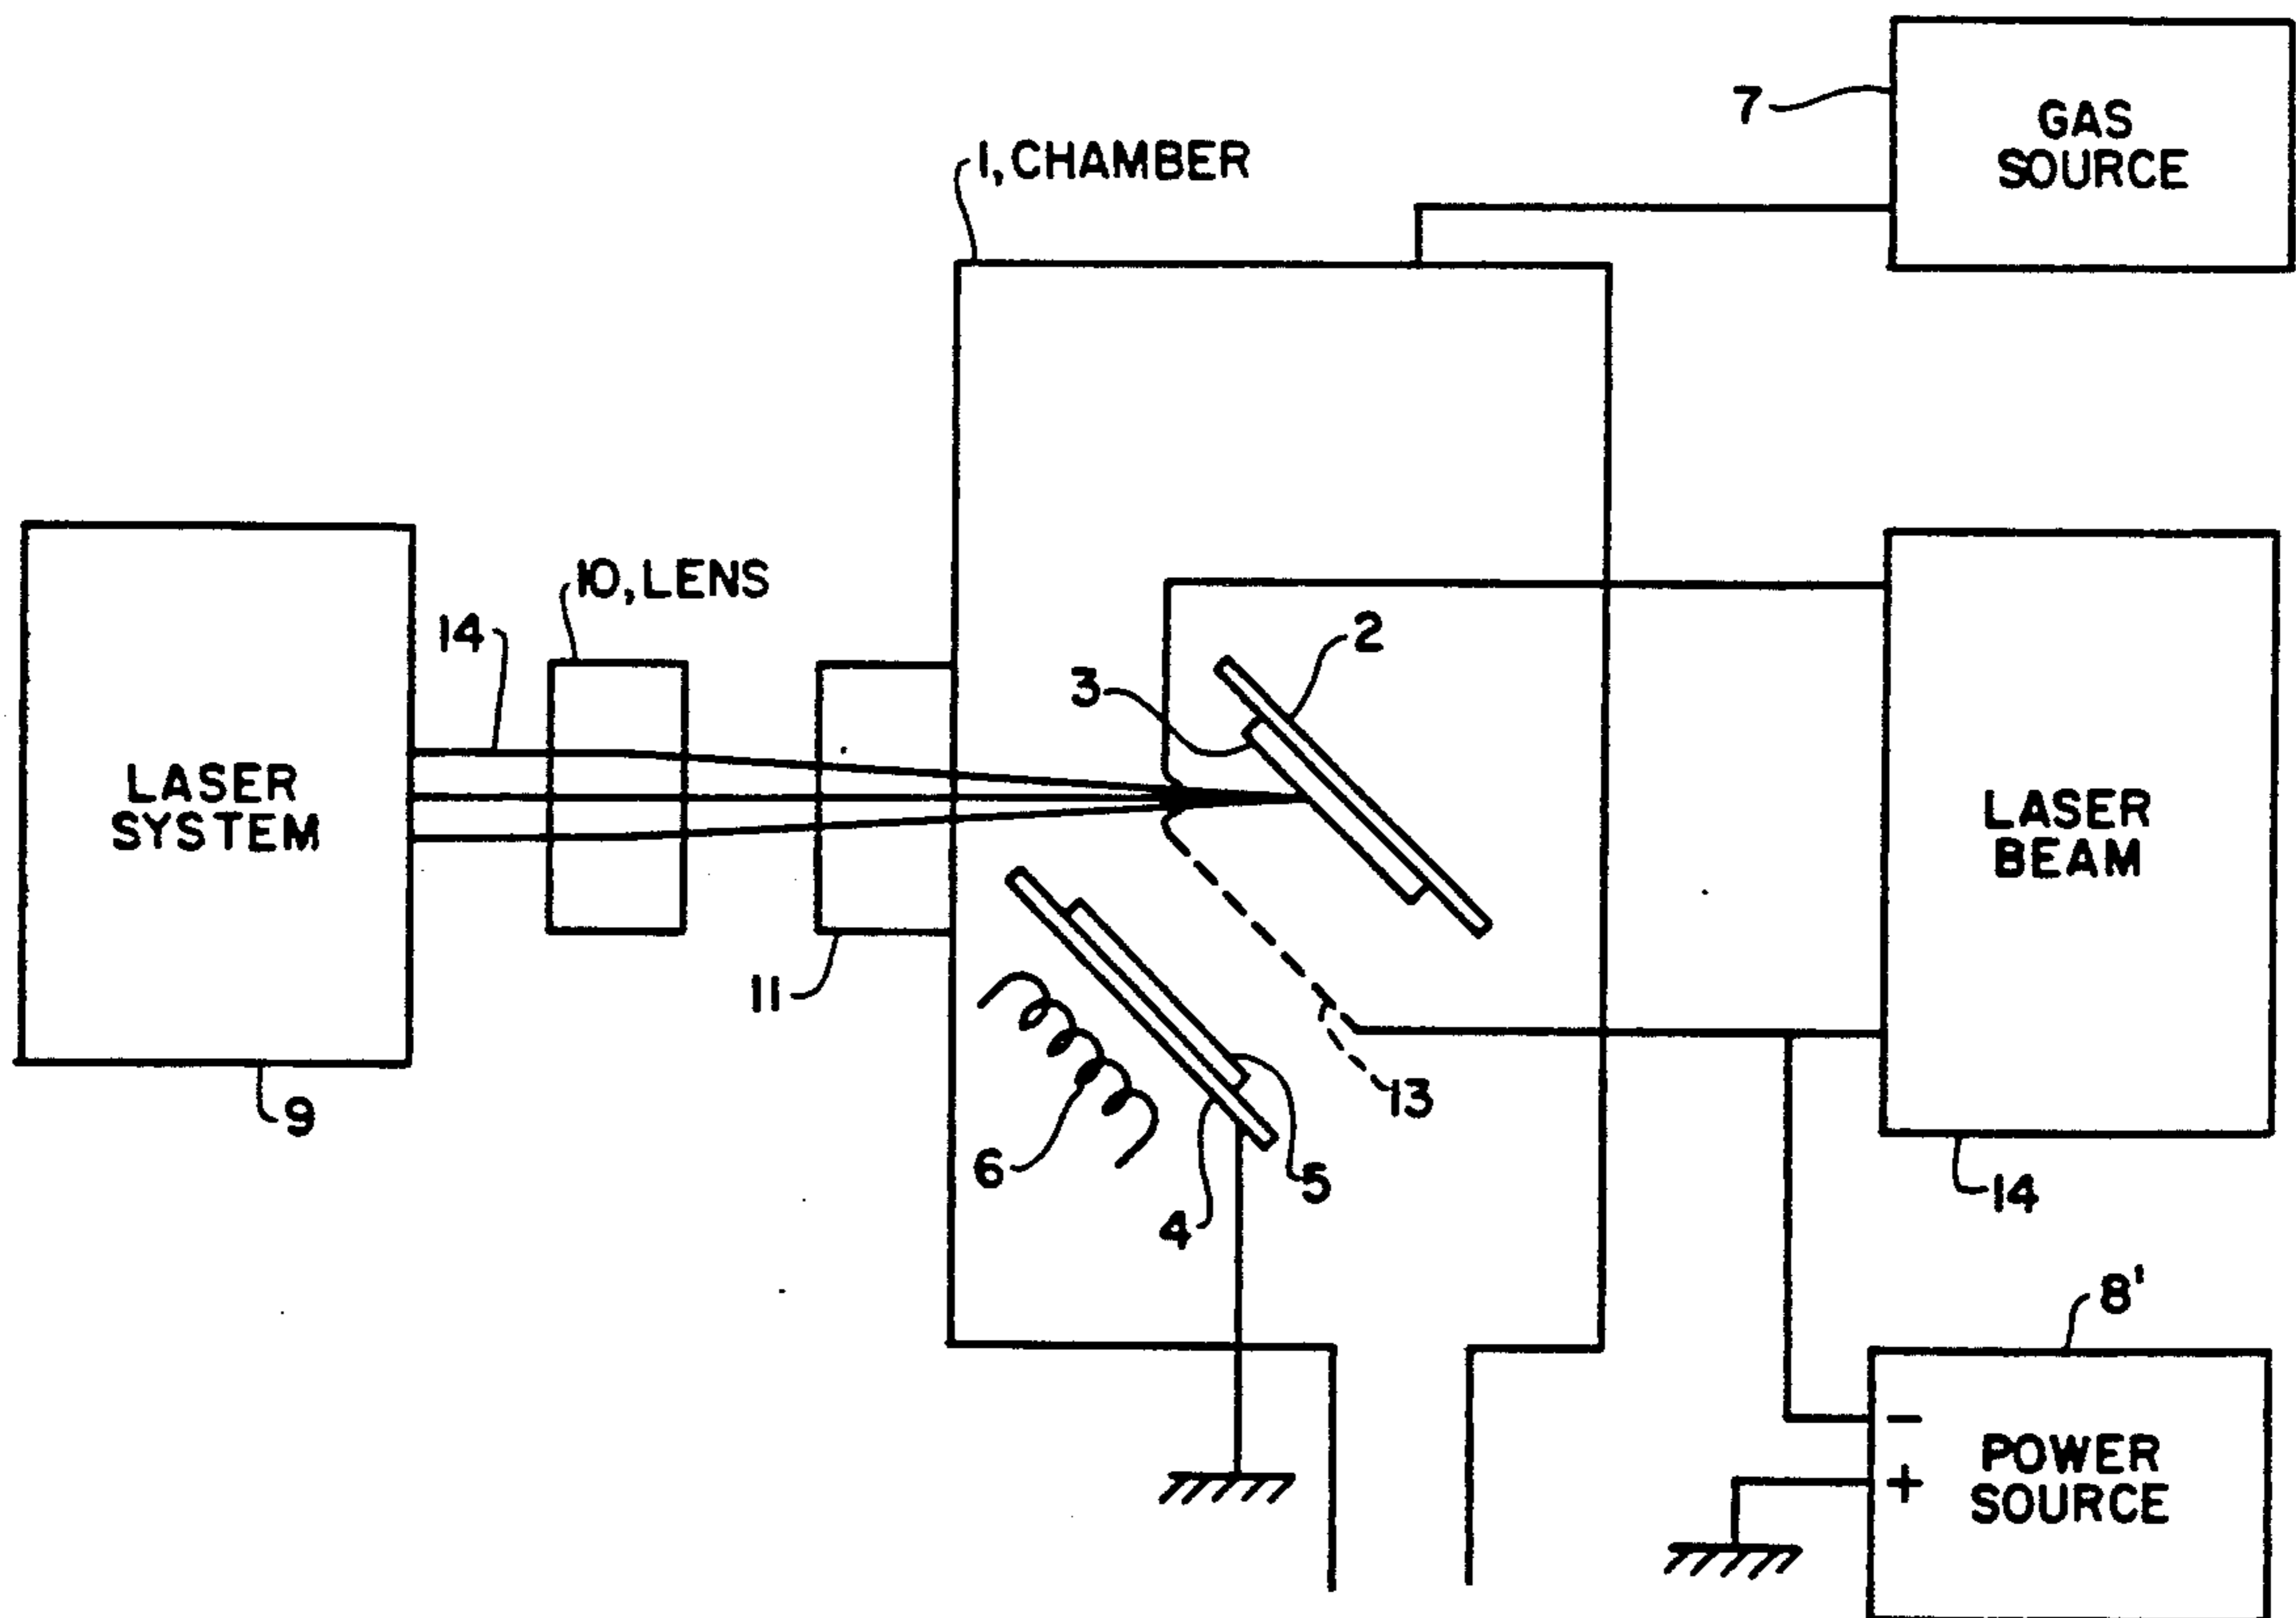 7
GAS
SOURCE
1, CHAMBER
10, LENS
14
2
3
LASER
SYSTEM
LASER
BEAM
11
13
9
6
5
4
14
8'
−
+
POWER
SOURCE